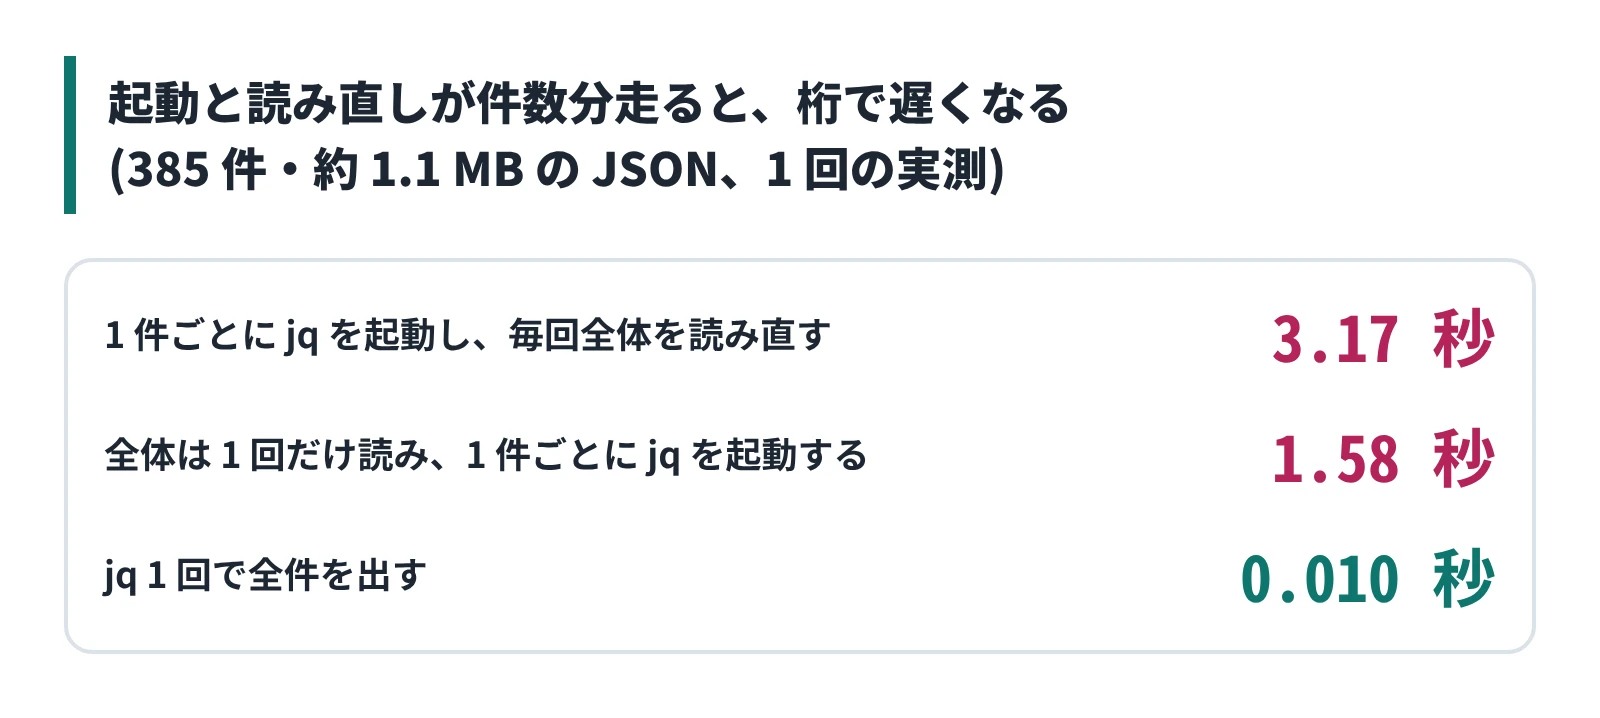 起動と読み直しが件数分走ると、桁で遅くなる
(385 件・約 1.1 MB の JSON、1 回の実測)
1 件ごとに jq を起動し、毎回全体を読み直す
3.17 秒
全体は 1 回だけ読み、1 件ごとに jq を起動する
1.58 秒
jq 1 回で全件を出す
0.010 秒